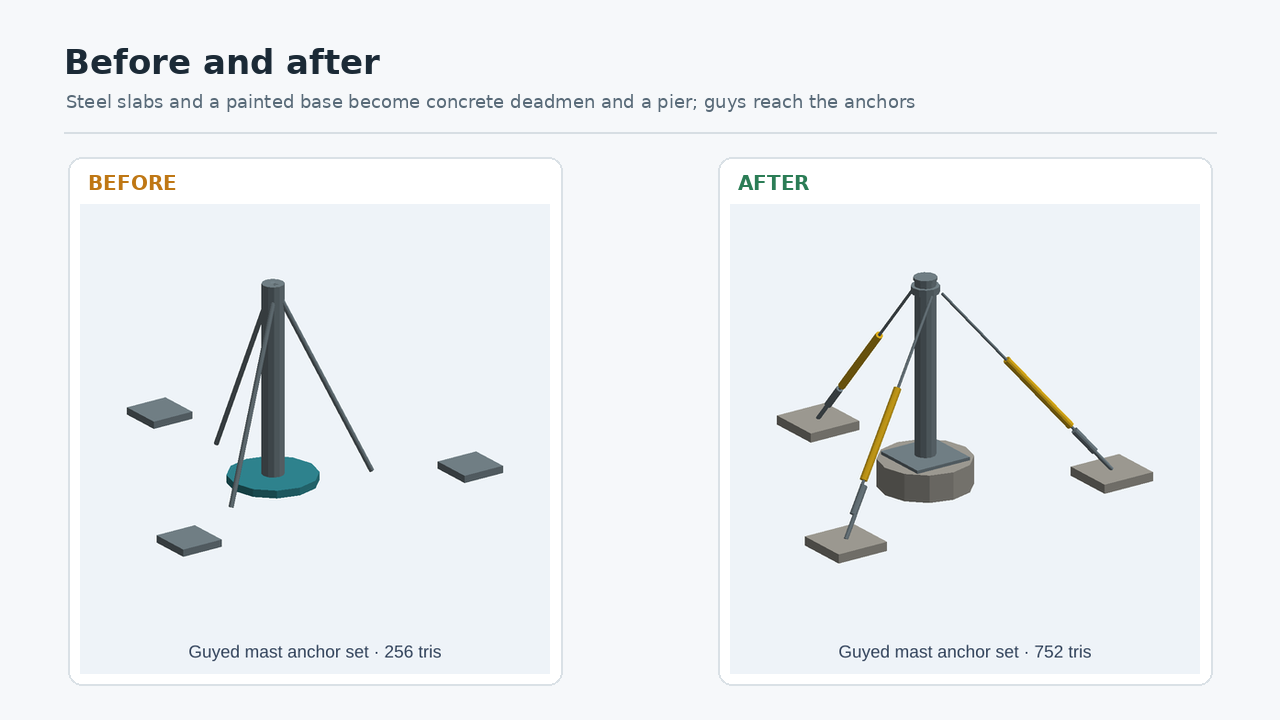 Before and after
Steel slabs and a painted base become concrete deadmen and a pier; guys reach the anchors
BEFORE
AFTER
Guyed mast anchor set · 256 tris
Guyed mast anchor set · 752 tris